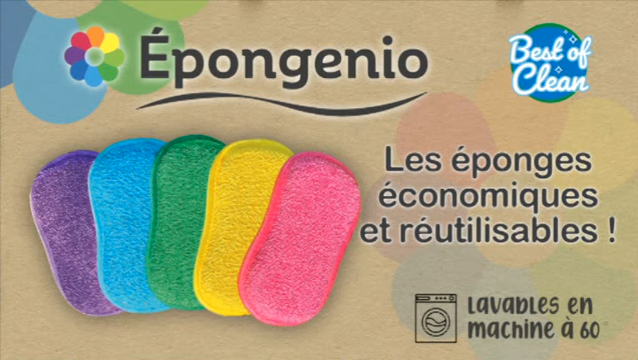 Épongenio
Best of
Clean
Les éponges
économiques
et réutilisables !
LAVABLES EN
MACHINE À 60°